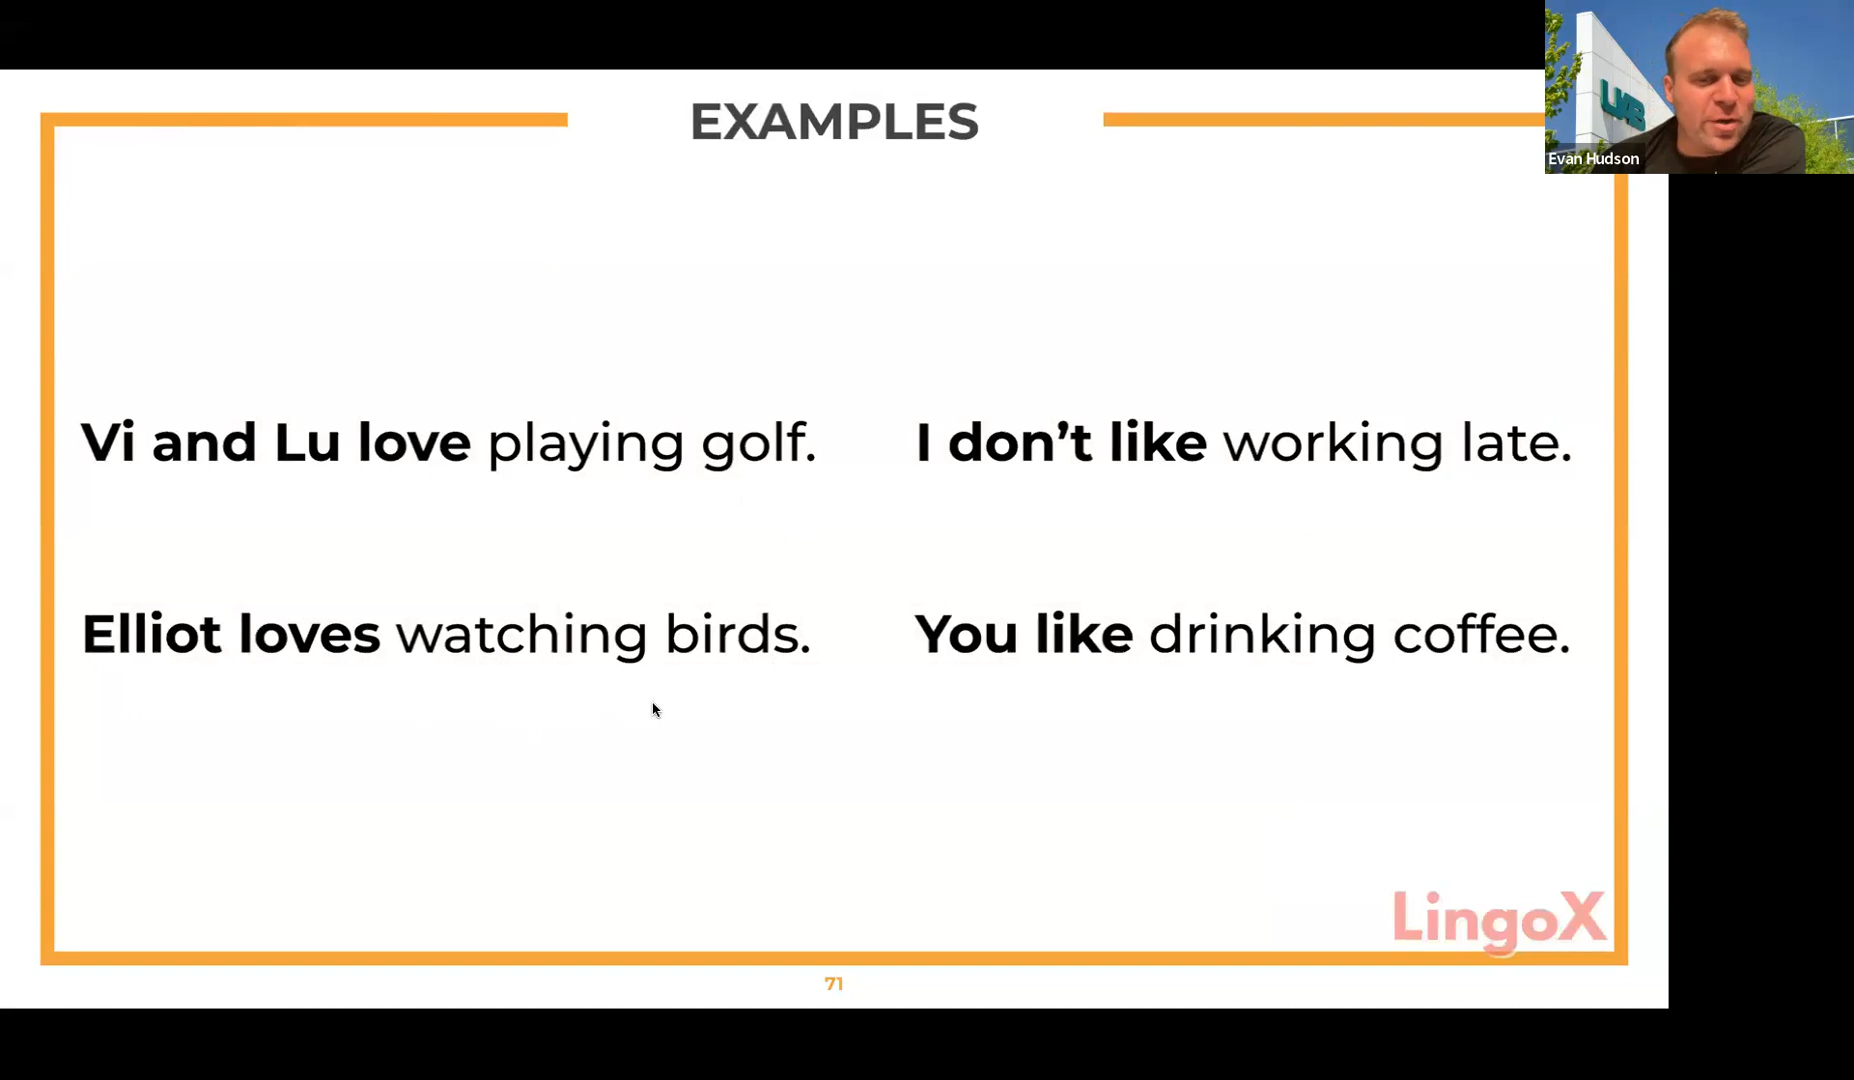 EXAMPLES
UAB
Evan Hudson
Vi and Lu love playing golf.
I don’t like working late.
Elliot loves watching birds.
You like drinking coffee.
LingoX
71